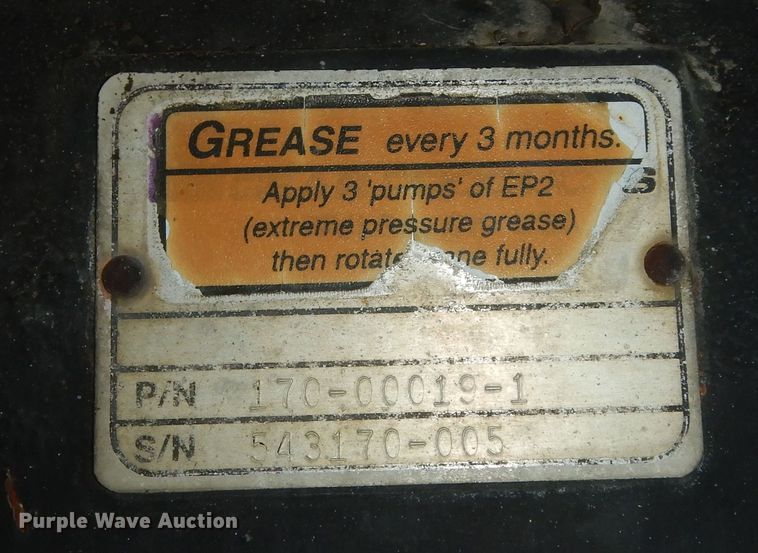 GREASE every 3 months.
S
Apply 3 'pumps' of EP2
(extreme pressure grease)
then fully.
P/N 170-00019-1
S/N 543170-005
Purple Wave Auction